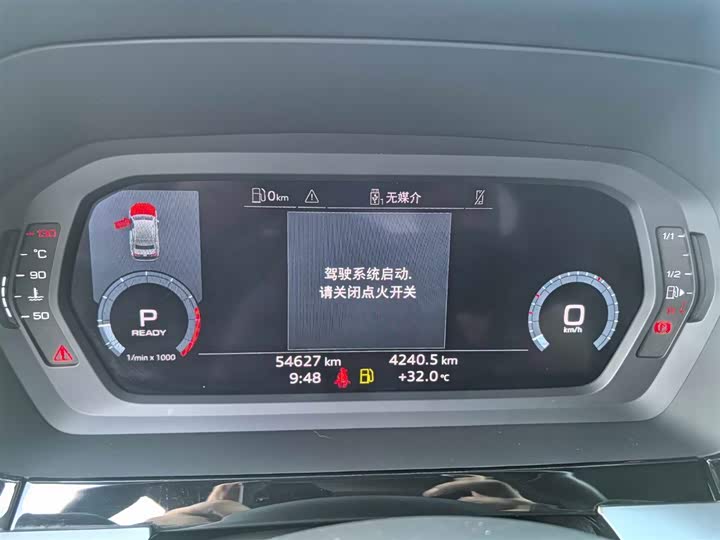 0km
无媒介
130
°C
90
50
驾驶系统启动.
请关闭点火开关
P
READY
1/min x 1000
0
km/h
1/1
1/2
54627 km
4240.5 km
9:48
+32.0 °C